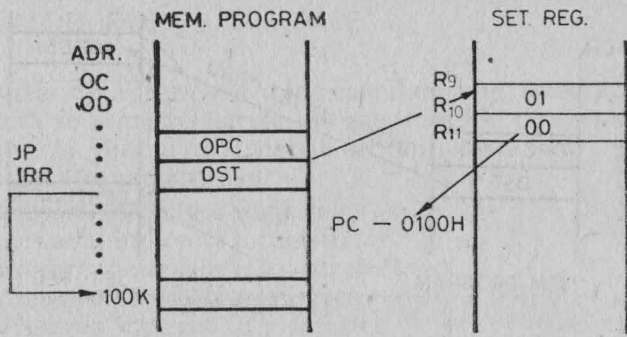 MEM. PROGRAM
SET. REG.
ADR.
OC
OD
R9
R10
R11
01
00
OPC
DST.
JP
IRR
PC – 0100H
100K